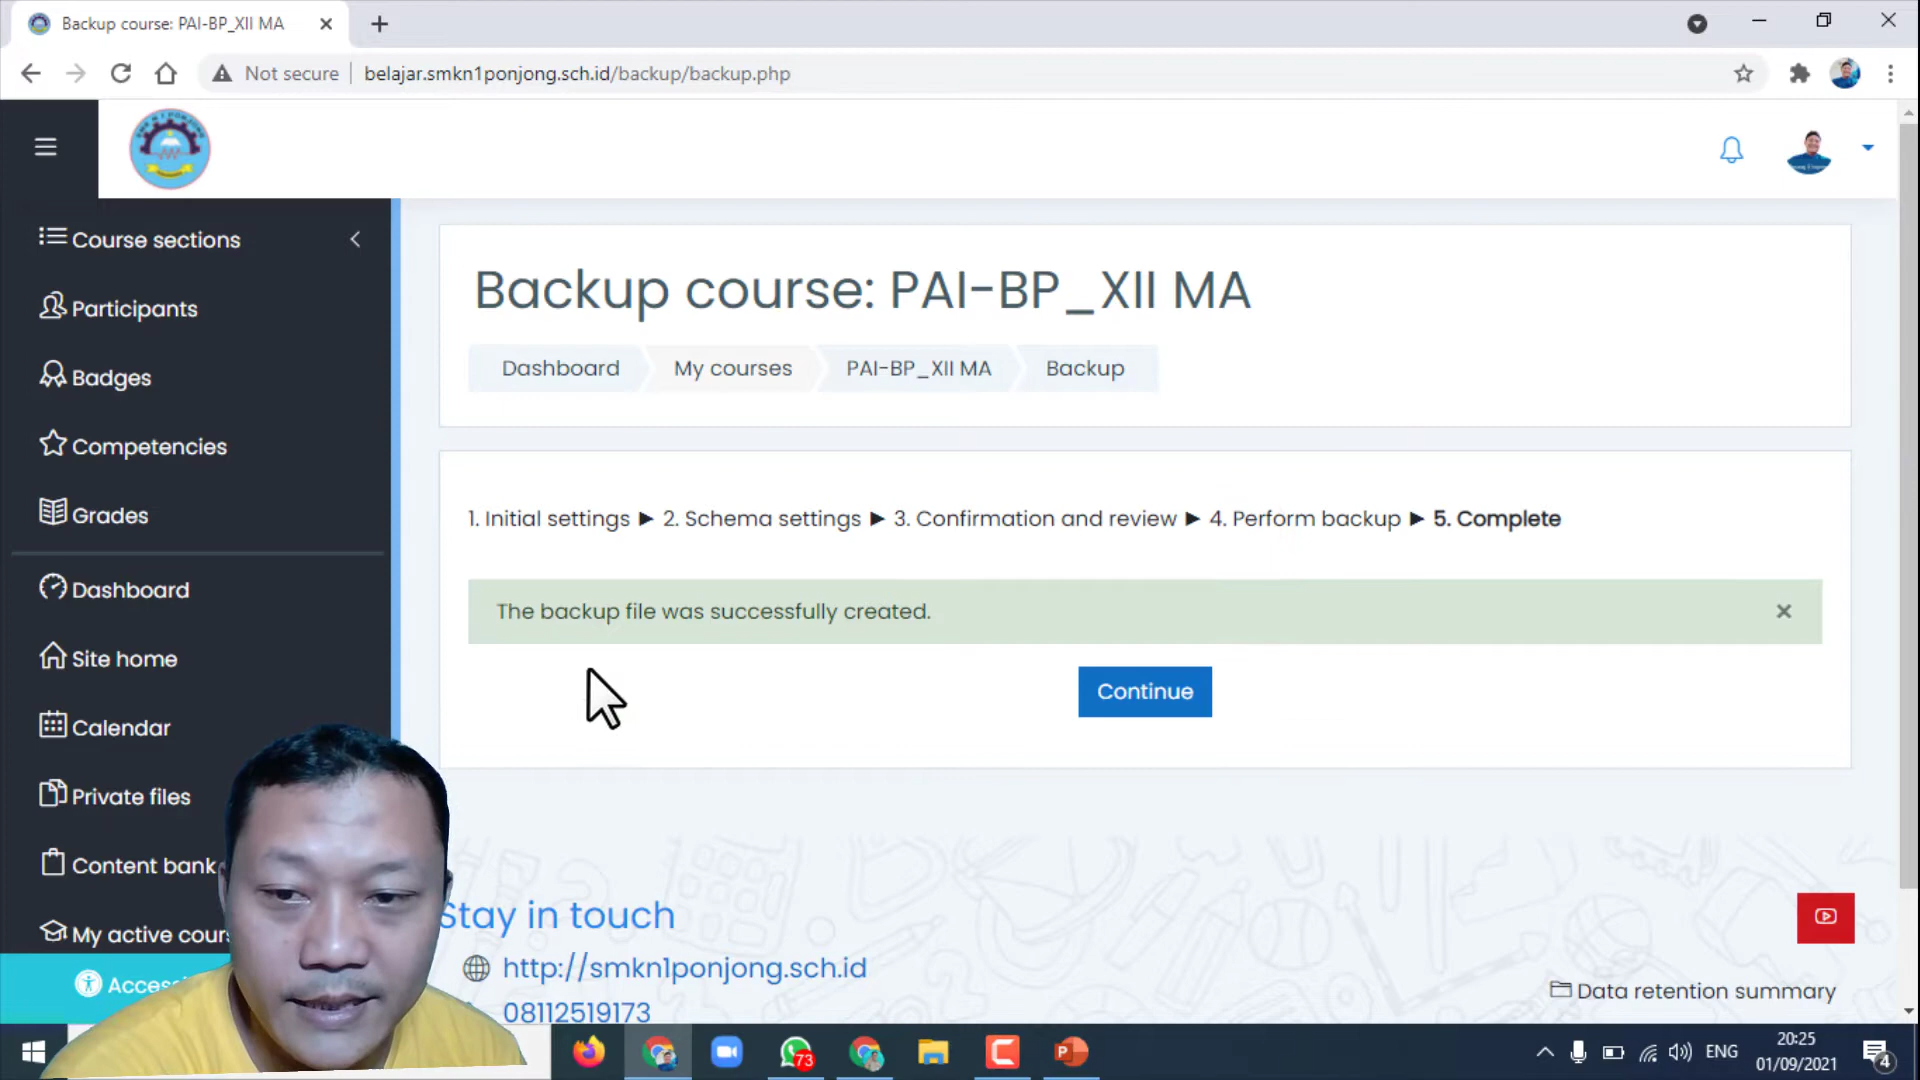 Backup course: PAI-BP_XII MA
Not secure
belajar.smkn1ponjong.sch.id/backup/backup.php
Course sections
Participants
Badges
Competencies
Grades
Dashboard
Site home
Calendar
Private files
Content bank
My active cour
Access
Backup course: PAI-BP_XII MA
Dashboard
My courses
PAI-BP_XII MA
Backup
1. Initial settings ► 2. Schema settings ► 3. Confirmation and review ► 4. Perform backup ► 5. Complete
The backup file was successfully created.
×
Continue
Stay in touch
http://smkn1ponjong.sch.id
08112519173
Data retention summary
73
ENG
20:25
01/09/2021
4